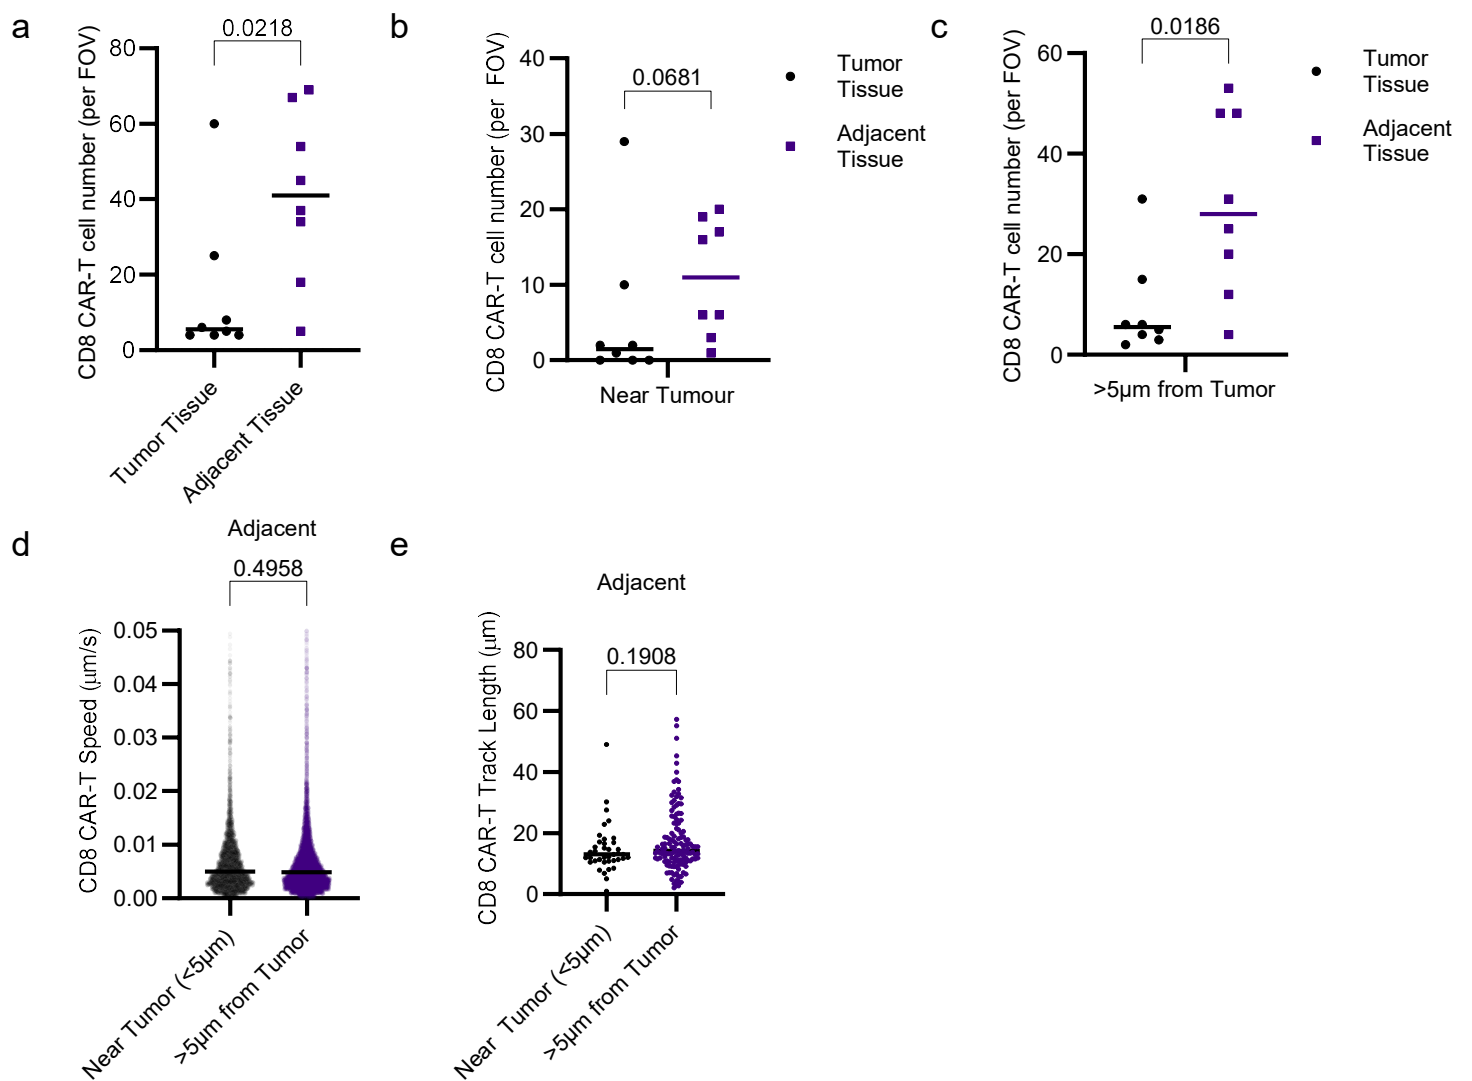 a
0.0218
CD8 CAR-T cell number (per FOV)
80
60
40
20
0
Tumor Tissue
Adjacent Tissue
b
0.0681
CD8 CAR-T cell number (per  FOV)
40
30
20
10
0
Near Tumour
Tumor
Tissue
Adjacent
Tissue
c
0.0186
CD8 CAR-T cell number (per FOV)
60
40
20
0
>5µm from Tumor
Tumor
Tissue
Adjacent
Tissue
d
Adjacent
0.4958
CD8 CAR-T Speed (µm/s)
0.05
0.04
0.03
0.02
0.01
0.00
Near Tumor (<5µm)
>5µm from Tumor
e
Adjacent
0.1908
CD8 CAR-T Track Length (µm)
80
60
40
20
0
Near  Tumor (<5µm)
>5µm from Tumor